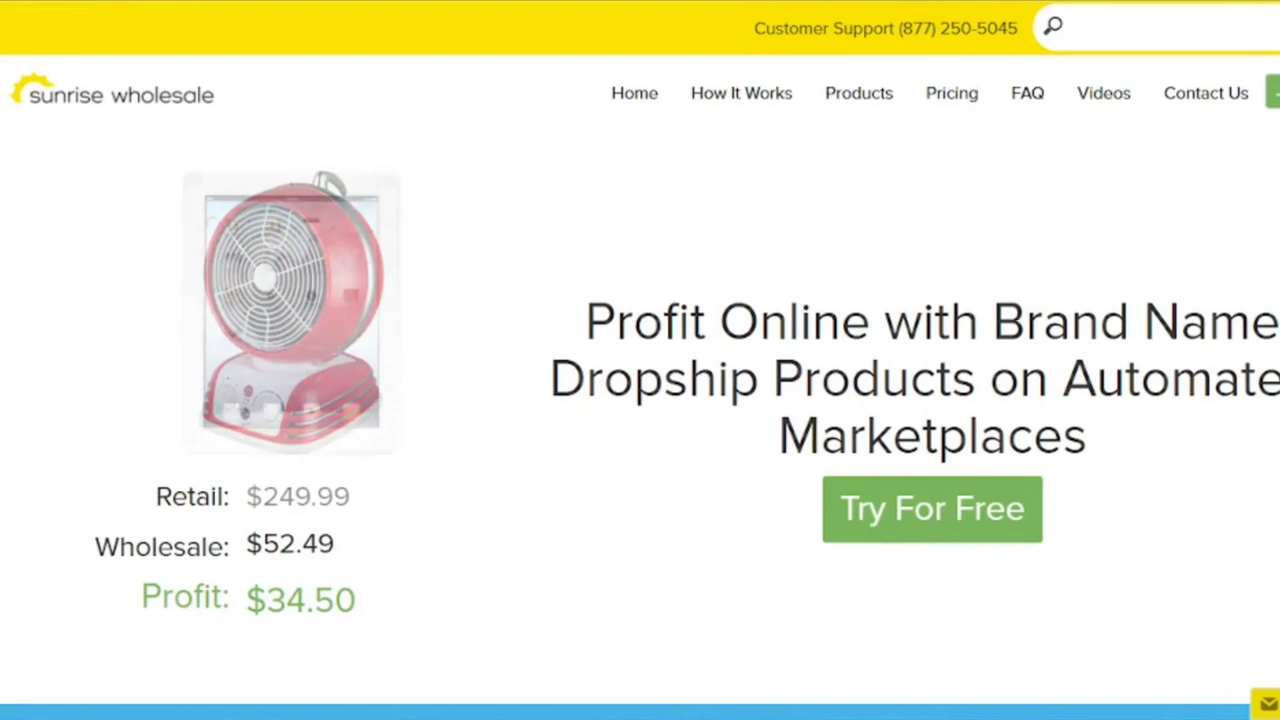 Customer Support (877) 250-5045
sunrise wholesale
Home How It Works Products Pricing FAQ Videos Contact Us
Profit Online with Brand Name
Dropship Products on Automate
Marketplaces
Try For Free
Retail: $249.99
Wholesale: $52.49
Profit: $34.50